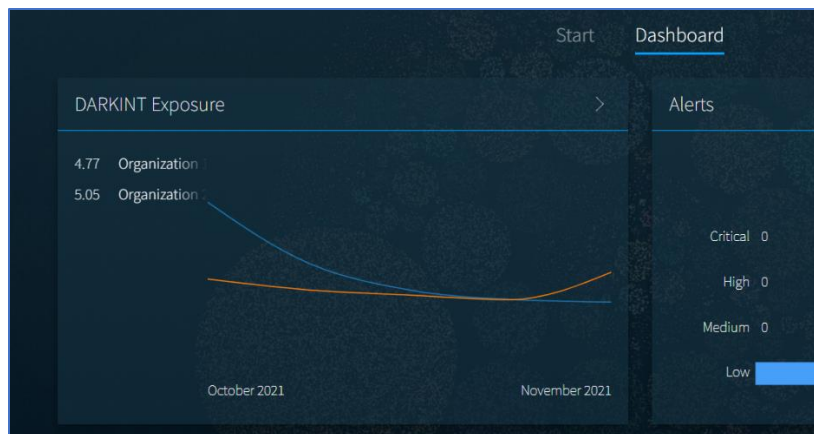 Start Dashboard
DARKINT Exposure >
4.77 Organization
5.05 Organization
October 2021 November 2021
Alerts
Critical 0
High 0
Medium 0
Low